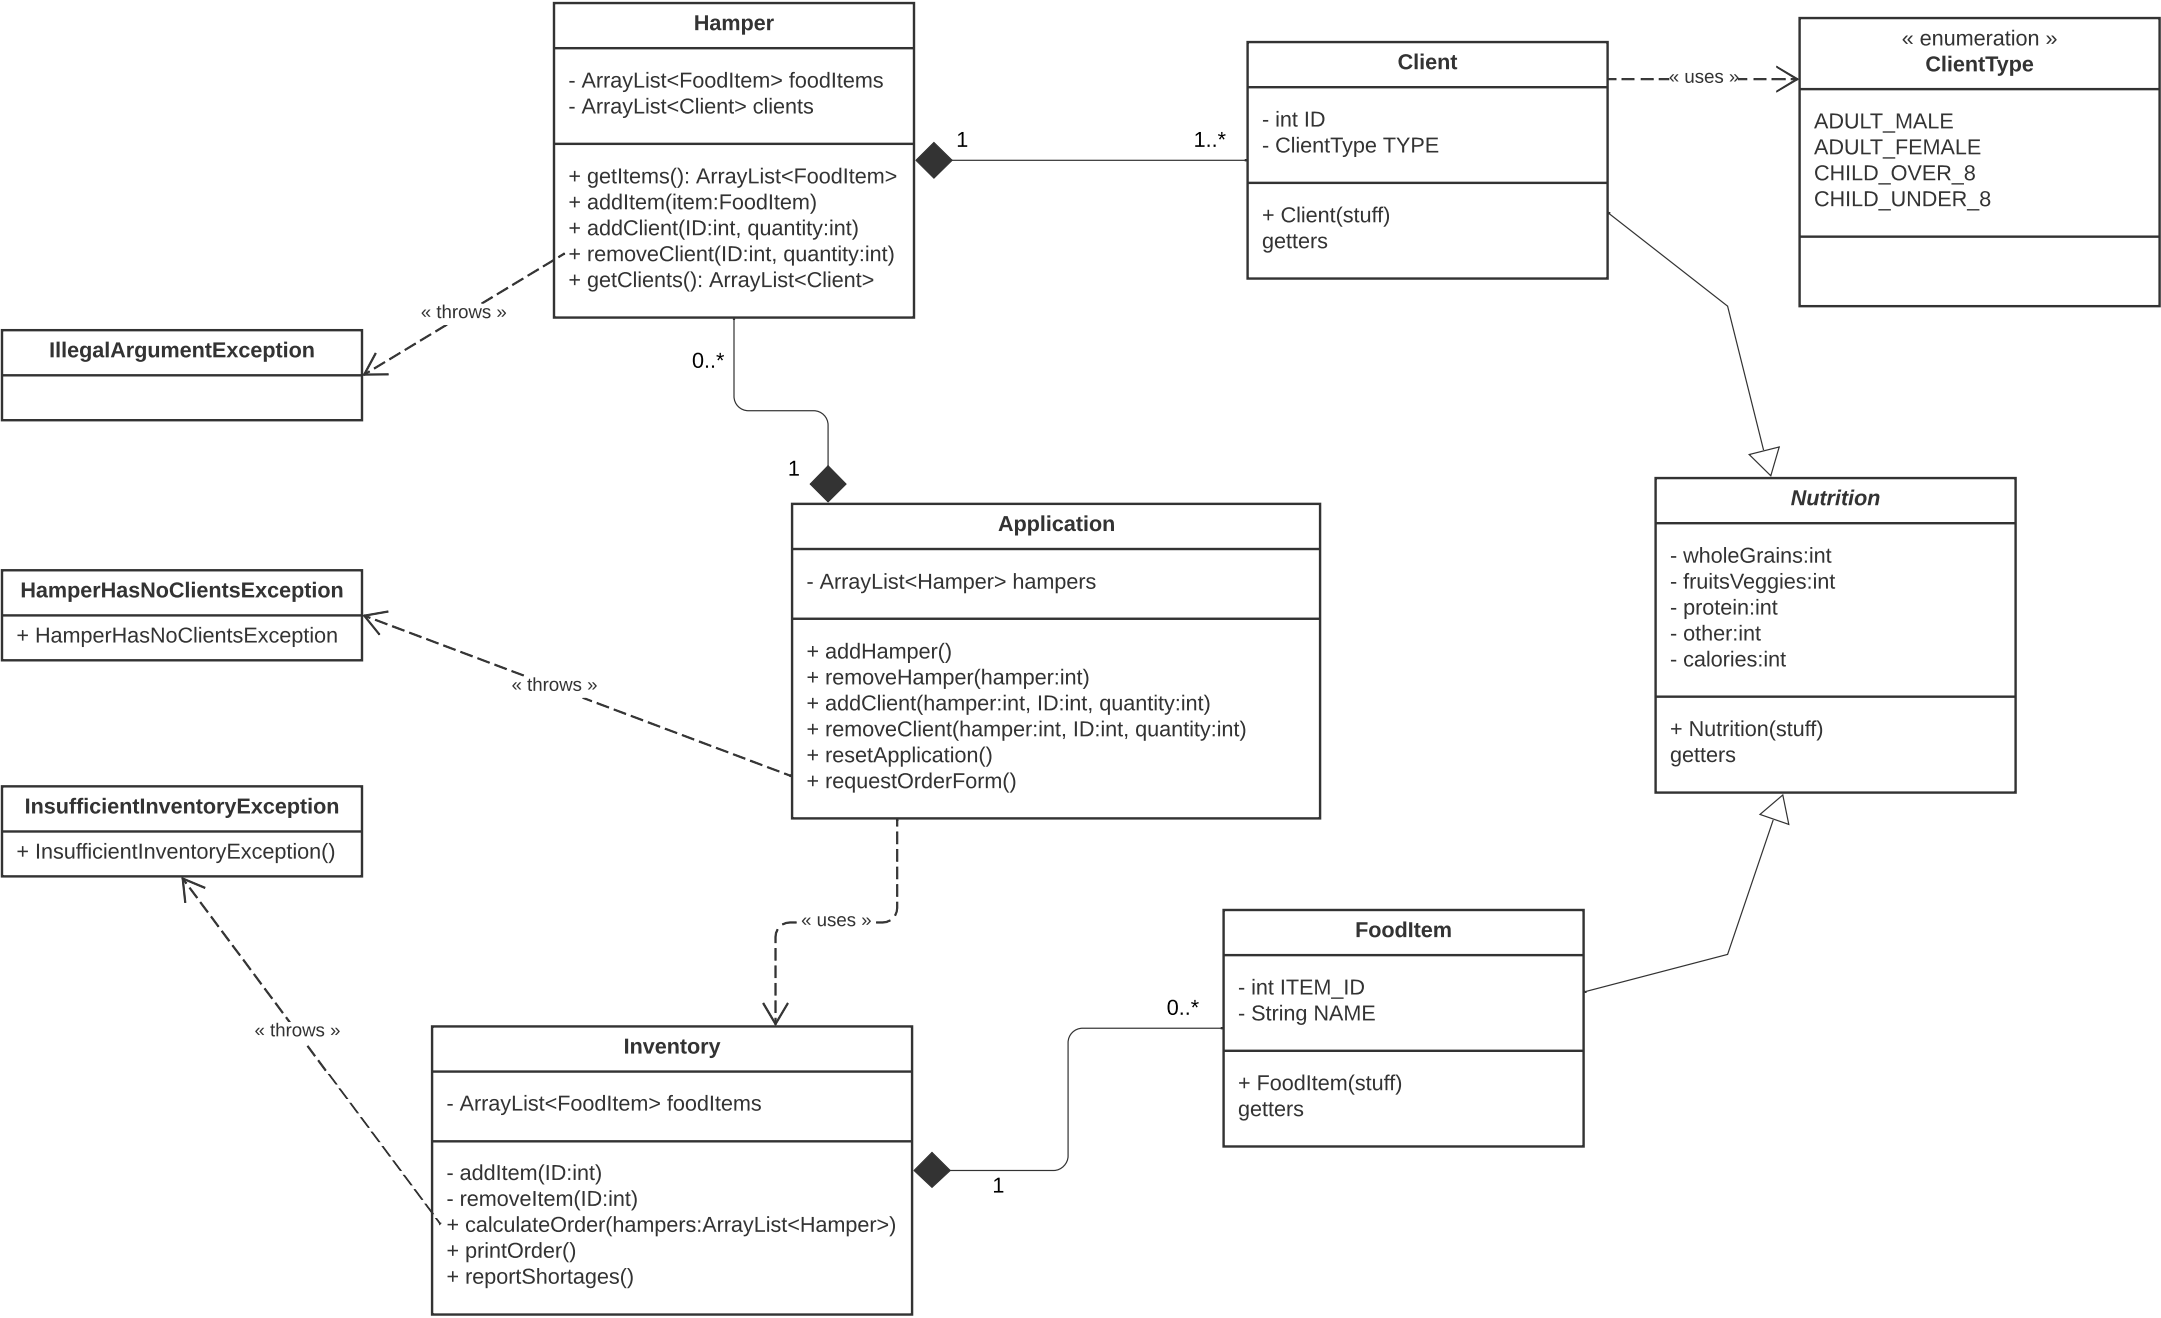 Hamper
- ArrayList<FoodItem> foodItems
- ArrayList<Client> clients
+ getItems(): ArrayList<FoodItem>
+ addItem(item:FoodItem)
+ addClient(ID:int, quantity:int)
+ removeClient(ID:int, quantity:int)
+ getClients(): ArrayList<Client>
1
1..*
Client
- int ID
- ClientType TYPE
+ Client(stuff)
getters
« uses »
« enumeration »
ClientType
ADULT_MALE
ADULT_FEMALE
CHILD_OVER_8
CHILD_UNDER_8
« throws »
IllegalArgumentException
0..*
1
Application
- ArrayList<Hamper> hampers
+ addHamper()
+ removeHamper(hamper:int)
+ addClient(hamper:int, ID:int, quantity:int)
+ removeClient(hamper:int, ID:int, quantity:int)
+ resetApplication()
+ requestOrderForm()
Nutrition
- wholeGrains:int
- fruitsVeggies:int
- protein:int
- other:int
- calories:int
+ Nutrition(stuff)
getters
HamperHasNoClientsException
+ HamperHasNoClientsException
« throws »
InsufficientInventoryException
+ InsufficientInventoryException()
« uses »
« throws »
Inventory
- ArrayList<FoodItem> foodItems
- addItem(ID:int)
- removeItem(ID:int)
+ calculateOrder(hampers:ArrayList<Hamper>)
+ printOrder()
+ reportShortages()
0..*
1
FoodItem
- int ITEM_ID
- String NAME
+ FoodItem(stuff)
getters